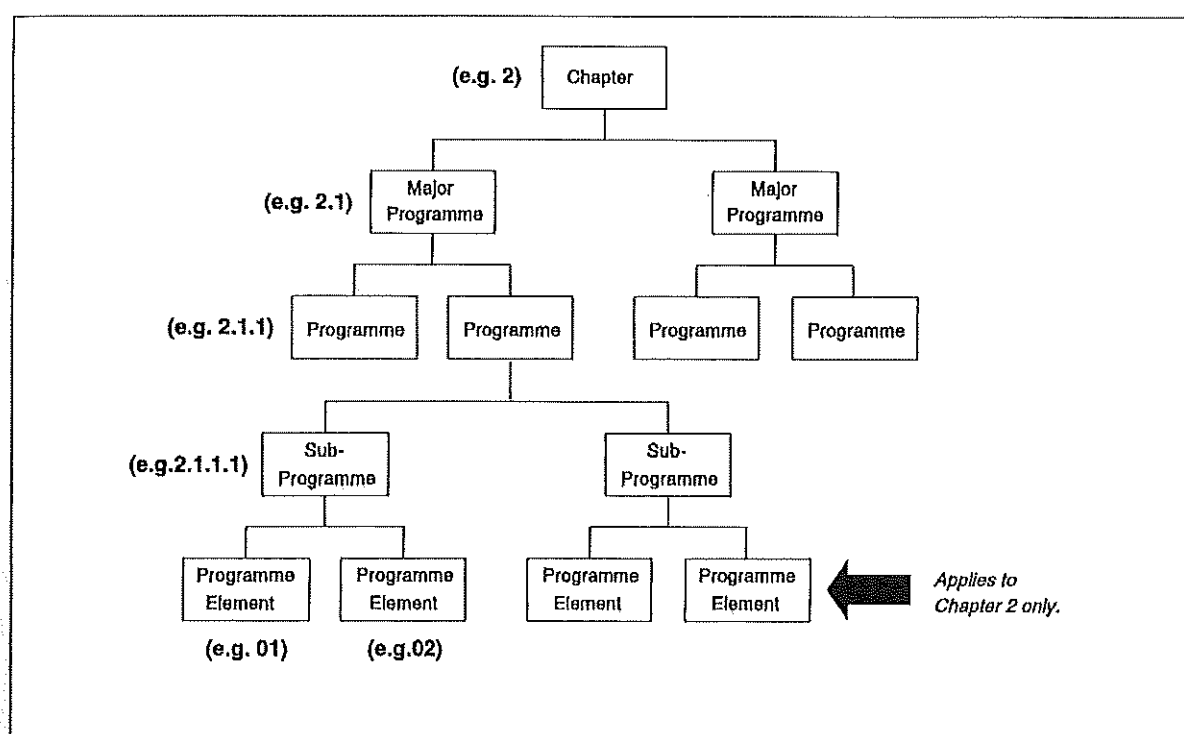 (e.g. 2)
Chapter
(e.g. 2.1)
Major
Programme
Major
Programme
(e.g. 2.1.1)
Programme
Programme
Programme
Programme
(e.g.2.1.1.1)
Sub-
Programme
Sub-
Programme
Programme
Element
Programme
Element
Programme
Element
Programme
Element
Applies to
Chapter 2 only.
(e.g. 01)
(e.g.02)